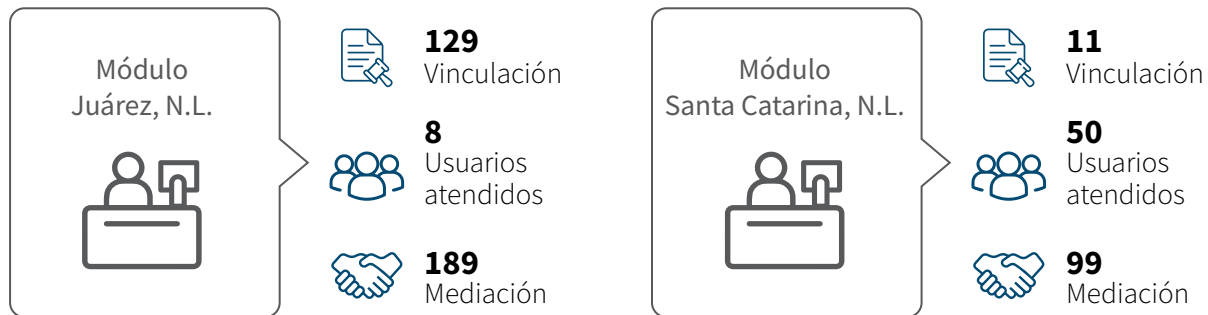 Módulo
Juárez, N.L.
129
Vinculación
8
Usuarios
atendidos
189
Mediación
Módulo
Santa Catarina, N.L.
11
Vinculación
50
Usuarios
atendidos
99
Mediación